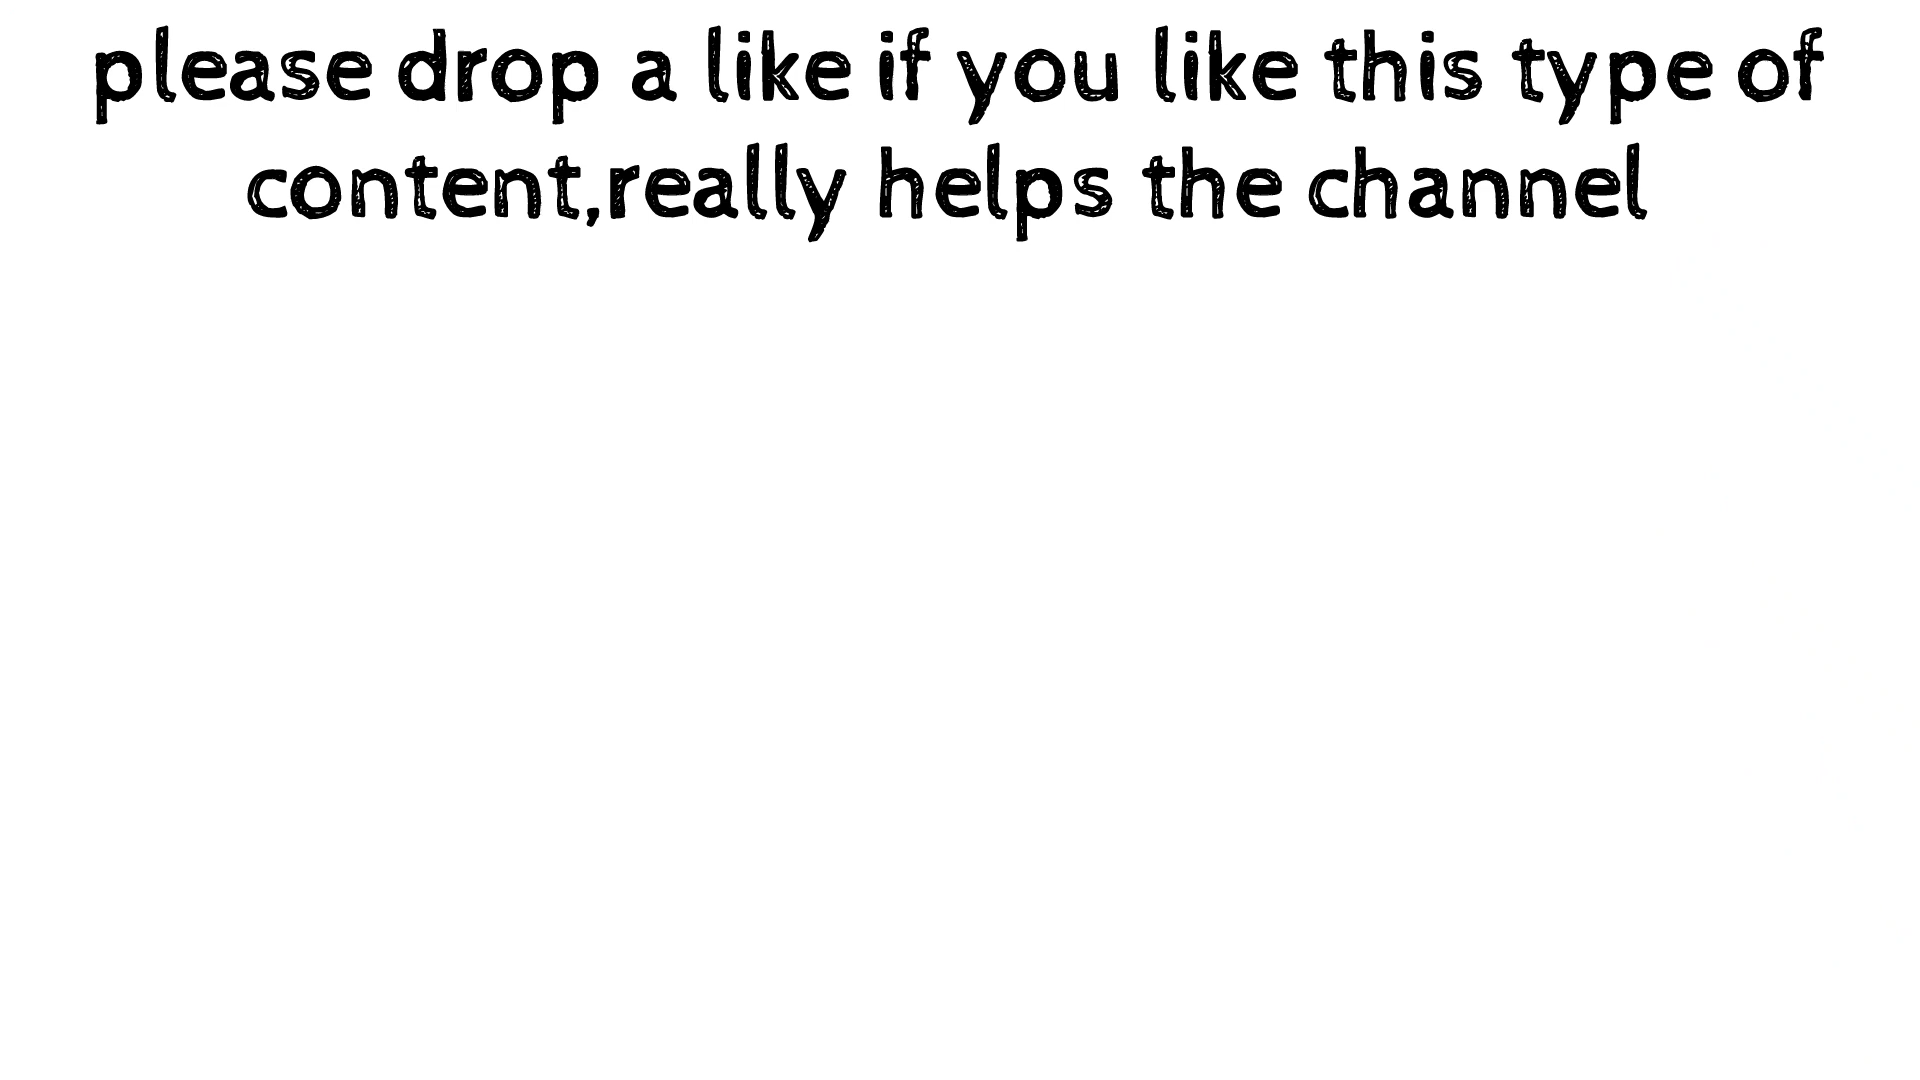 please drop a like if you like this type of
content,really helps the channel